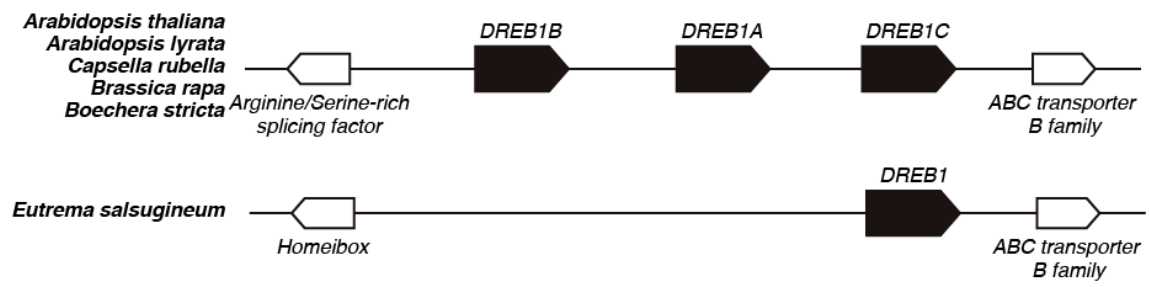 Arabidopsis thaliana
Arabidopsis lyrata
Capsella rubella
Brassica rapa
Boechera stricta
DREB1B
DREB1A
DREB1C
Arginine/Serine-rich
splicing factor
ABC transporter
B family
Eutrema salsugineum
DREB1
Homeibox
ABC transporter
B family